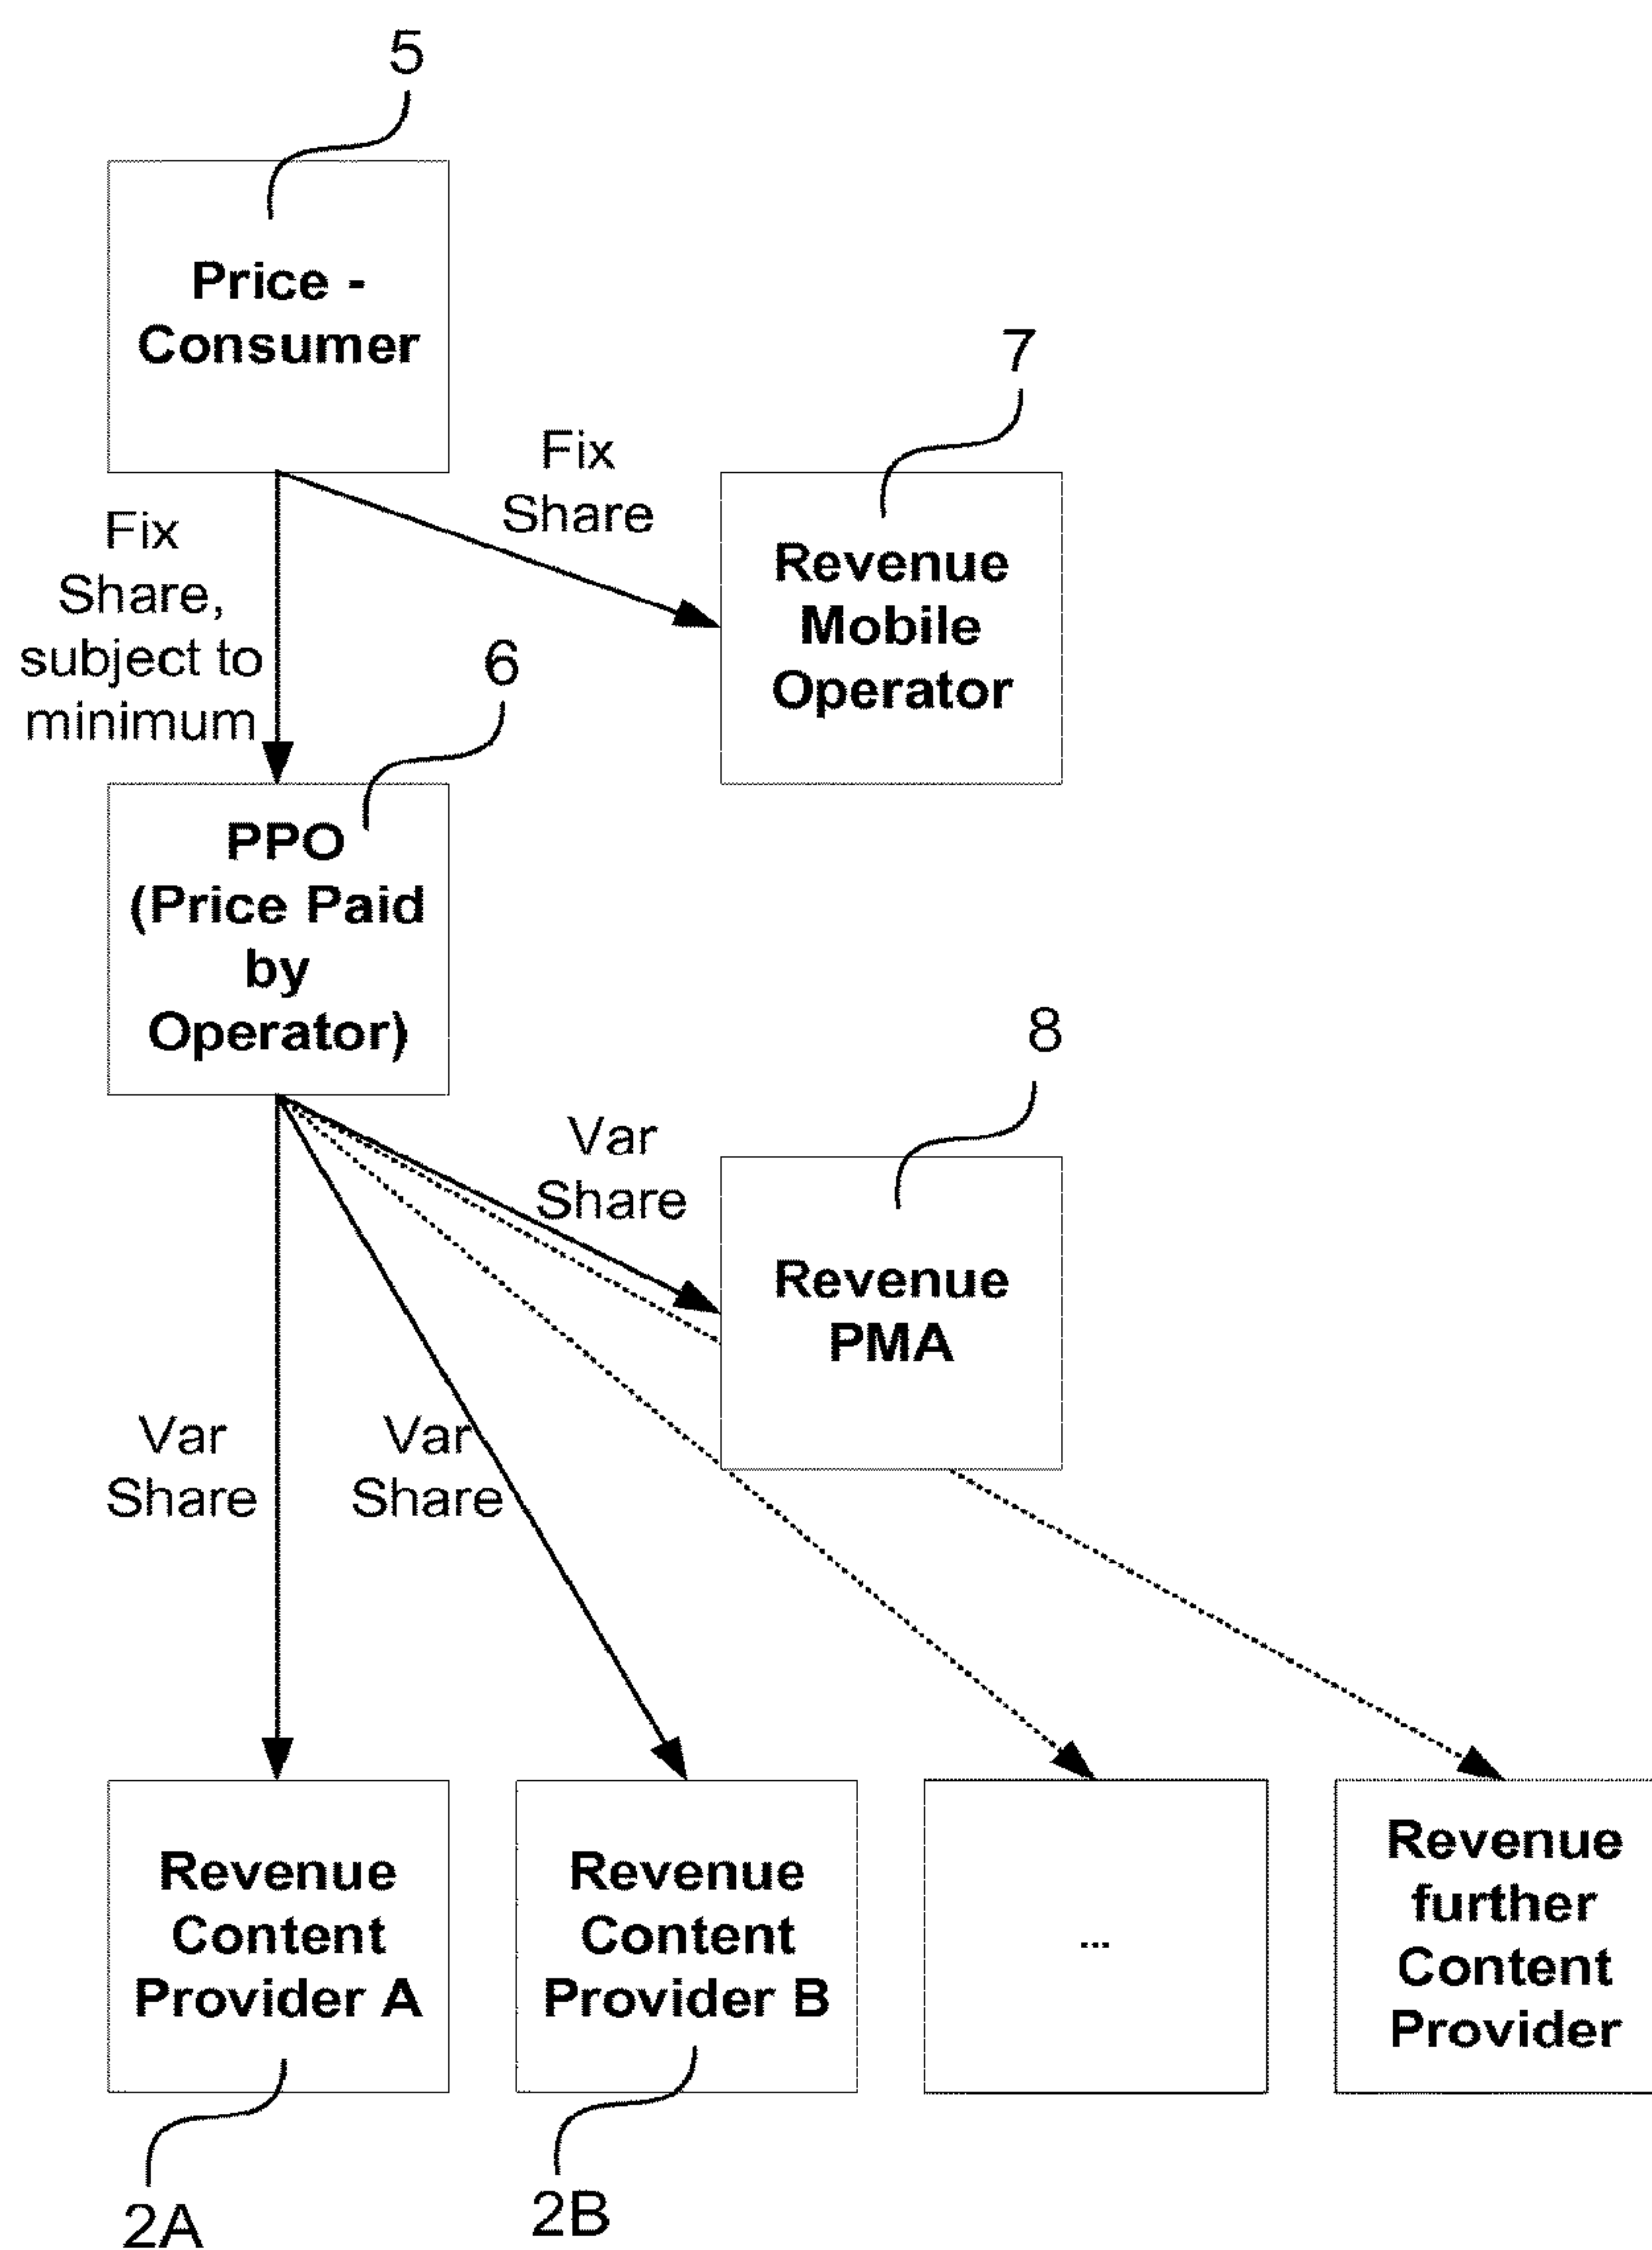 5
Price -
Consumer
7
Fix
Share
Fix
Share,
subject to
minimum
Revenue
Mobile
Operator
6
PPO
(Price Paid
by
Operator)
8
Var
Share
Revenue
PMA
Var
Share
Var
Share
Revenue
Content
Provider A
Revenue
Content
Provider B
...
Revenue
further
Content
Provider
2A
2B